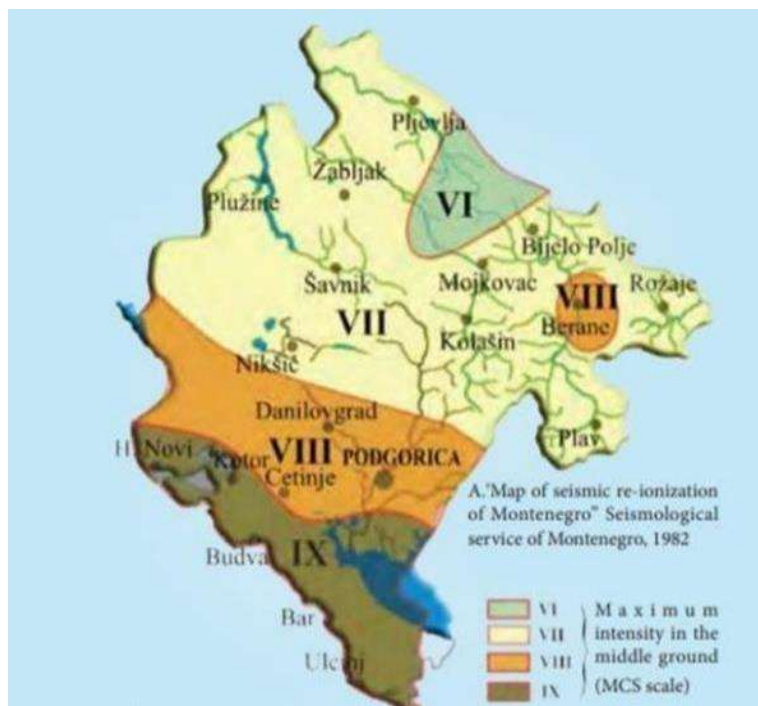 Pljevlja
Žabljak
VI
Plužine
Bijelo Polje
Šavnik
Mojkovac
VIII
Rožaje
VII
Berane
Kolašin
Nikšić
Danilovgrad
Plav
H. Novi
Kotor
VIII
PODGORICA
Cetinje
A."Map of seismic re-ionization
of Montenegro" Seismological
service of Montenegro, 1982
Budva
IX
Bar
Ulcinj
VI
VII
VIII
IX
Maximum
intensity in the
middle ground
(MCS scale)